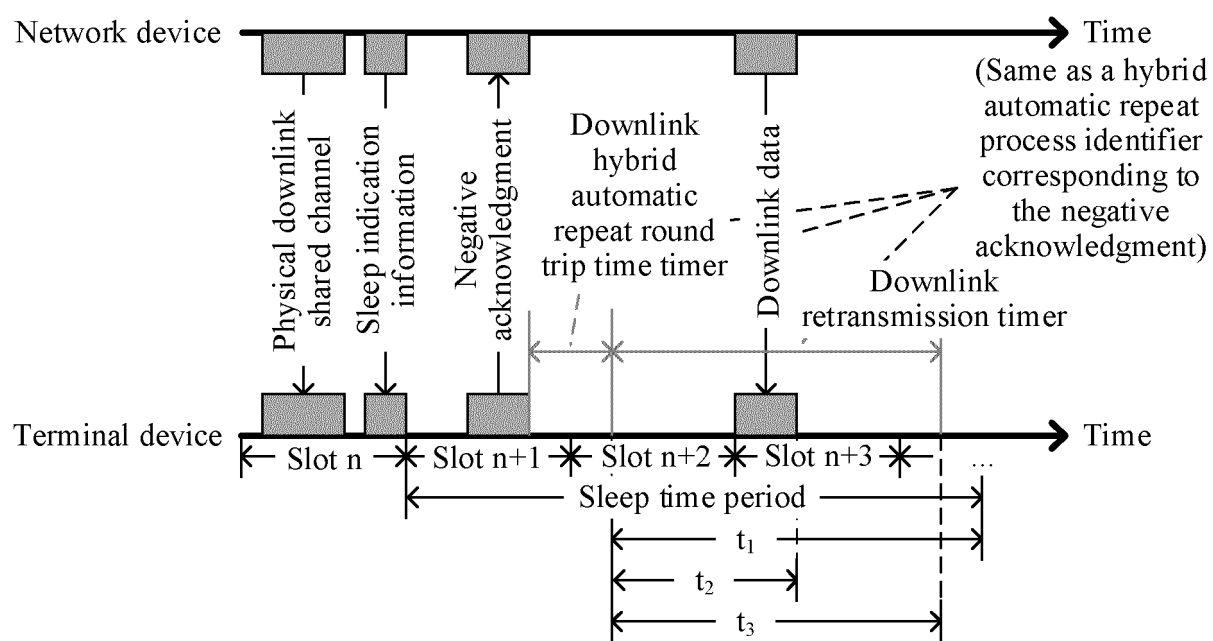 Network device
Time
(Same as a hybrid
automatic repeat
process identifier
corresponding to
the negative
acknowledgment)
Physical downlink
shared channel
Sleep indication
information
Negative
acknowledgment
Downlink
hybrid
automatic
repeat round
trip time timer
Downlink data
Downlink
retransmission timer
Terminal device
Time
Slot n
Slot n+1
Slot n+2
Slot n+3
...
Sleep time period
t1
t2
t3